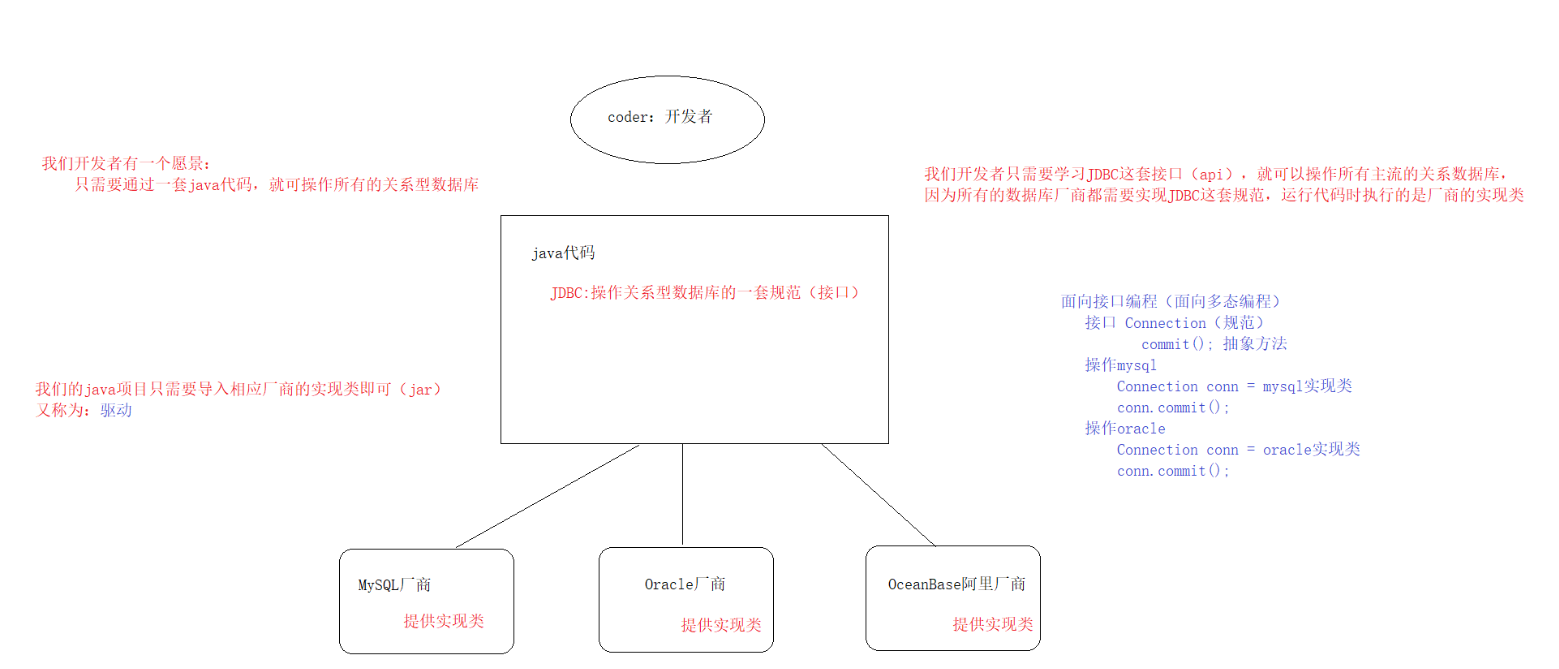 coder：开发者
我们开发者有一个愿景：
只需要通过一套java代码，就可操作所有的关系型数据库
我们开发者只需要学习JDBC这套接口（api），就可以操作所有主流的关系数据库，
因为所有的数据库厂商都需要实现JDBC这套规范，运行代码时执行的是厂商的实现类
java代码
JDBC:操作关系型数据库的一套规范（接口）
面向接口编程（面向多态编程）
接口 Connection（规范）
commit(); 抽象方法
操作mysql
Connection conn = mysql实现类
conn.commit();
操作oracle
Connection conn = oracle实现类
conn.commit();
我们的java项目只需要导入相应厂商的实现类即可（jar）
又称为：驱动
MySQL厂商
提供实现类
Oracle厂商
提供实现类
OceanBase阿里厂商
提供实现类